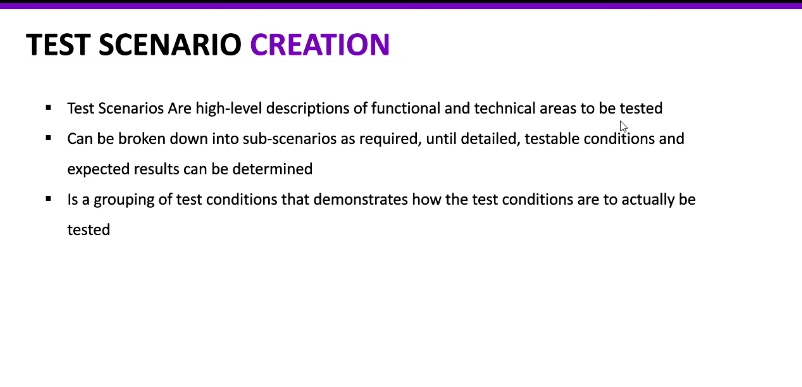 TEST SCENARIO CREATION
▪ Test Scenarios Are high-level descriptions of functional and technical areas to be tested
▪ Can be broken down into sub-scenarios as required, until detailed, testable conditions and
expected results can be determined
▪ Is a grouping of test conditions that demonstrates how the test conditions are to actually be
tested